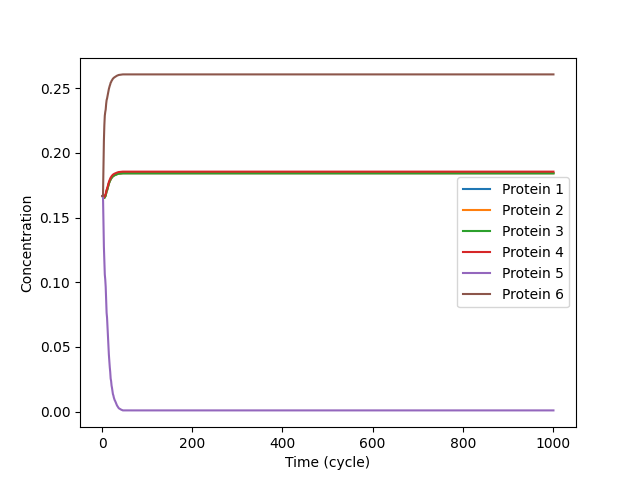 0.25
0.20
0.15
0.10
0.05
0.00
Concentration
Protein 1
Protein 2
Protein 3
Protein 4
Protein 5
Protein 6
0 200 400 600 800 1000
Time (cycle)